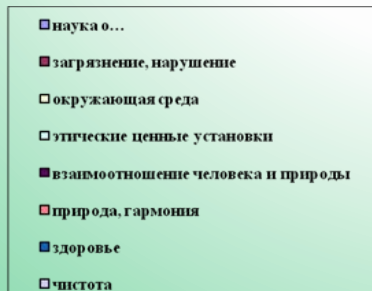 наука о...
загрязнение, нарушение
окружающая среда
этические ценные установки
взаимоотношение человека и природы
природа, гармония
здоровье
чистота